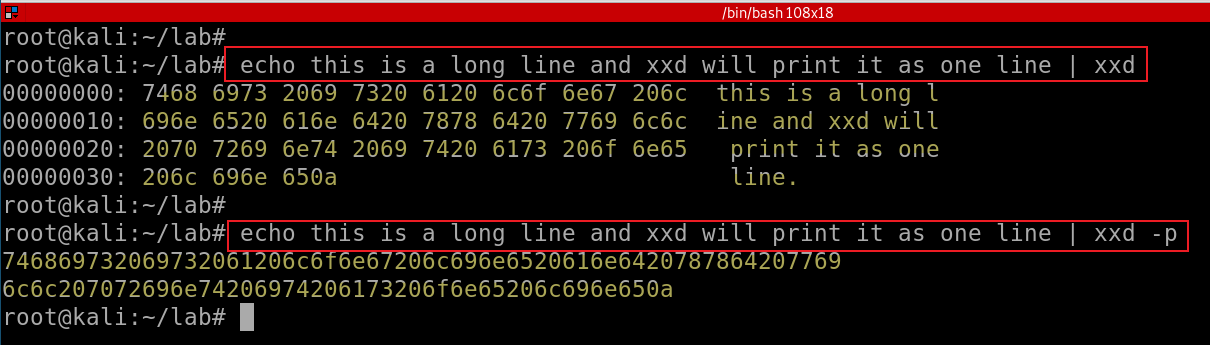 /bin/bash 108x18
root@kali:~/lab#
root@kali:~/lab# echo this is a long line and xxd will print it as one line | xxd
00000000: 7468 6973 2069 7320 6120 6c6f 6e67 206c  this is a long l
00000010: 696e 6520 616e 6420 7878 6420 7769 6c6c  ine and xxd will
00000020: 2070 7269 6e74 2069 7420 6173 206f 6e65   print it as one
00000030: 206c 696e 650a                            line.
root@kali:~/lab#
root@kali:~/lab# echo this is a long line and xxd will print it as one line | xxd -p
746869732069732061206c6f6e67206c696e6520616e6420787864207769
6c6c207072696e74206974206173206f6e65206c696e650a
root@kali:~/lab#